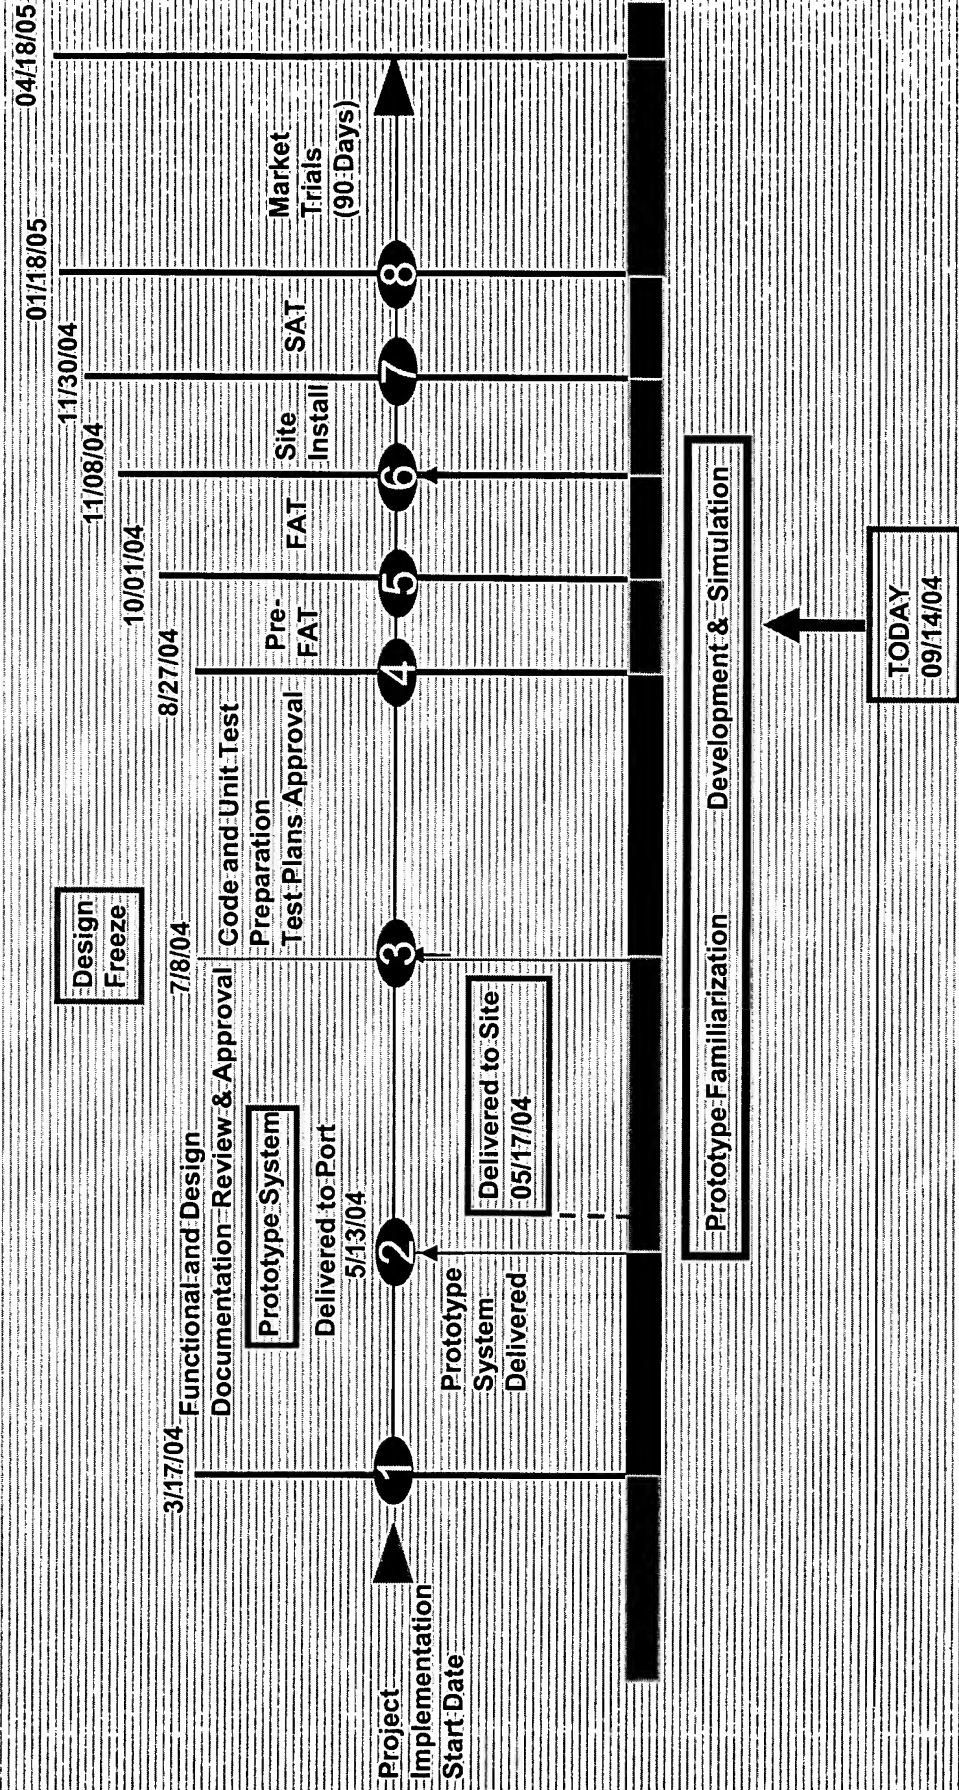 Project
Implementation
Start Date
3/17/04
1
Functional and Design
Documentation Review & Approval
Prototype System
Delivered to Port
5/13/04
2
Prototype
System
Delivered
Delivered to Site
05/17/04
Design
Freeze
7/8/04
3
Code and Unit Test
Preparation
Test Plans Approval
8/27/04
4
Pre-
FAT
10/01/04
5
FAT
11/08/04
6
Site
Install
11/30/04
7
SAT
01/18/05
8
Market
Trials
(90 Days)
04/18/05
Prototype Familiarization Development & Simulation
TODAY
09/14/04